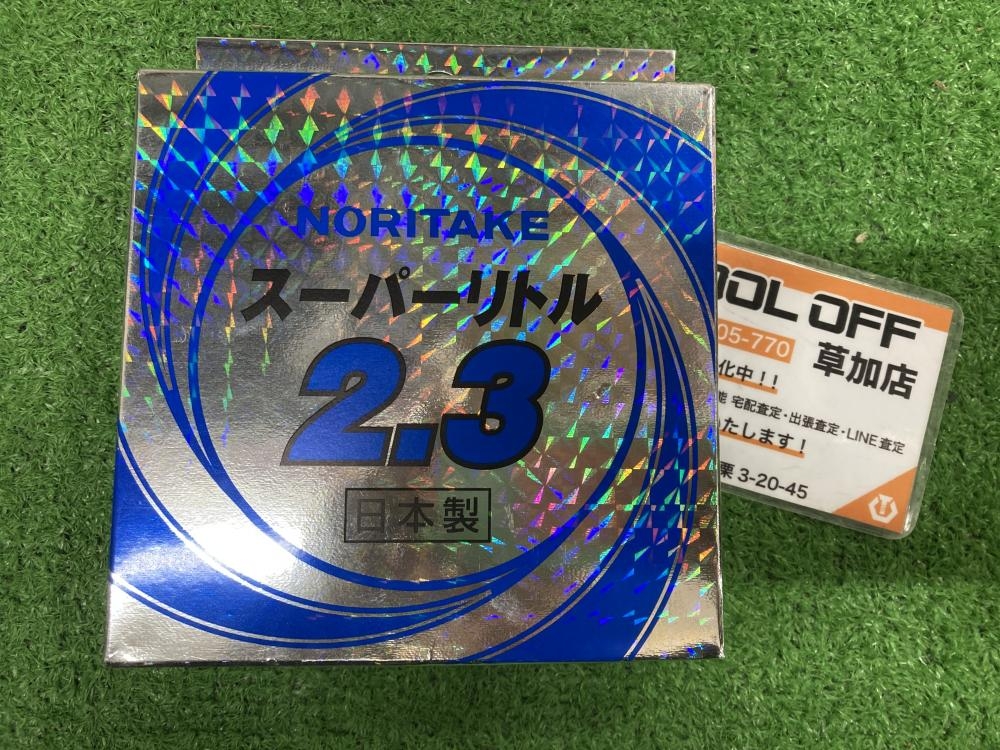 NORITAKE
スーパーリトル
2.3
日本製
OOL OFF
05-770
草加店
化中!!
能 宅配査定・出張査定・LINE査定
たします!
栗 3-20-45